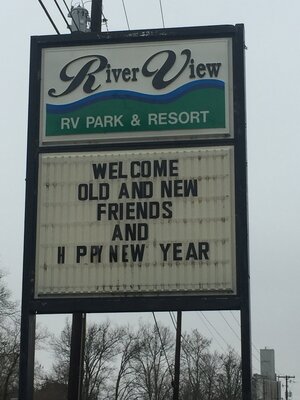 River View
RV PARK & RESORT
WELCOME
OLD AND NEW
FRIENDS
AND
H PPY NEW YEAR